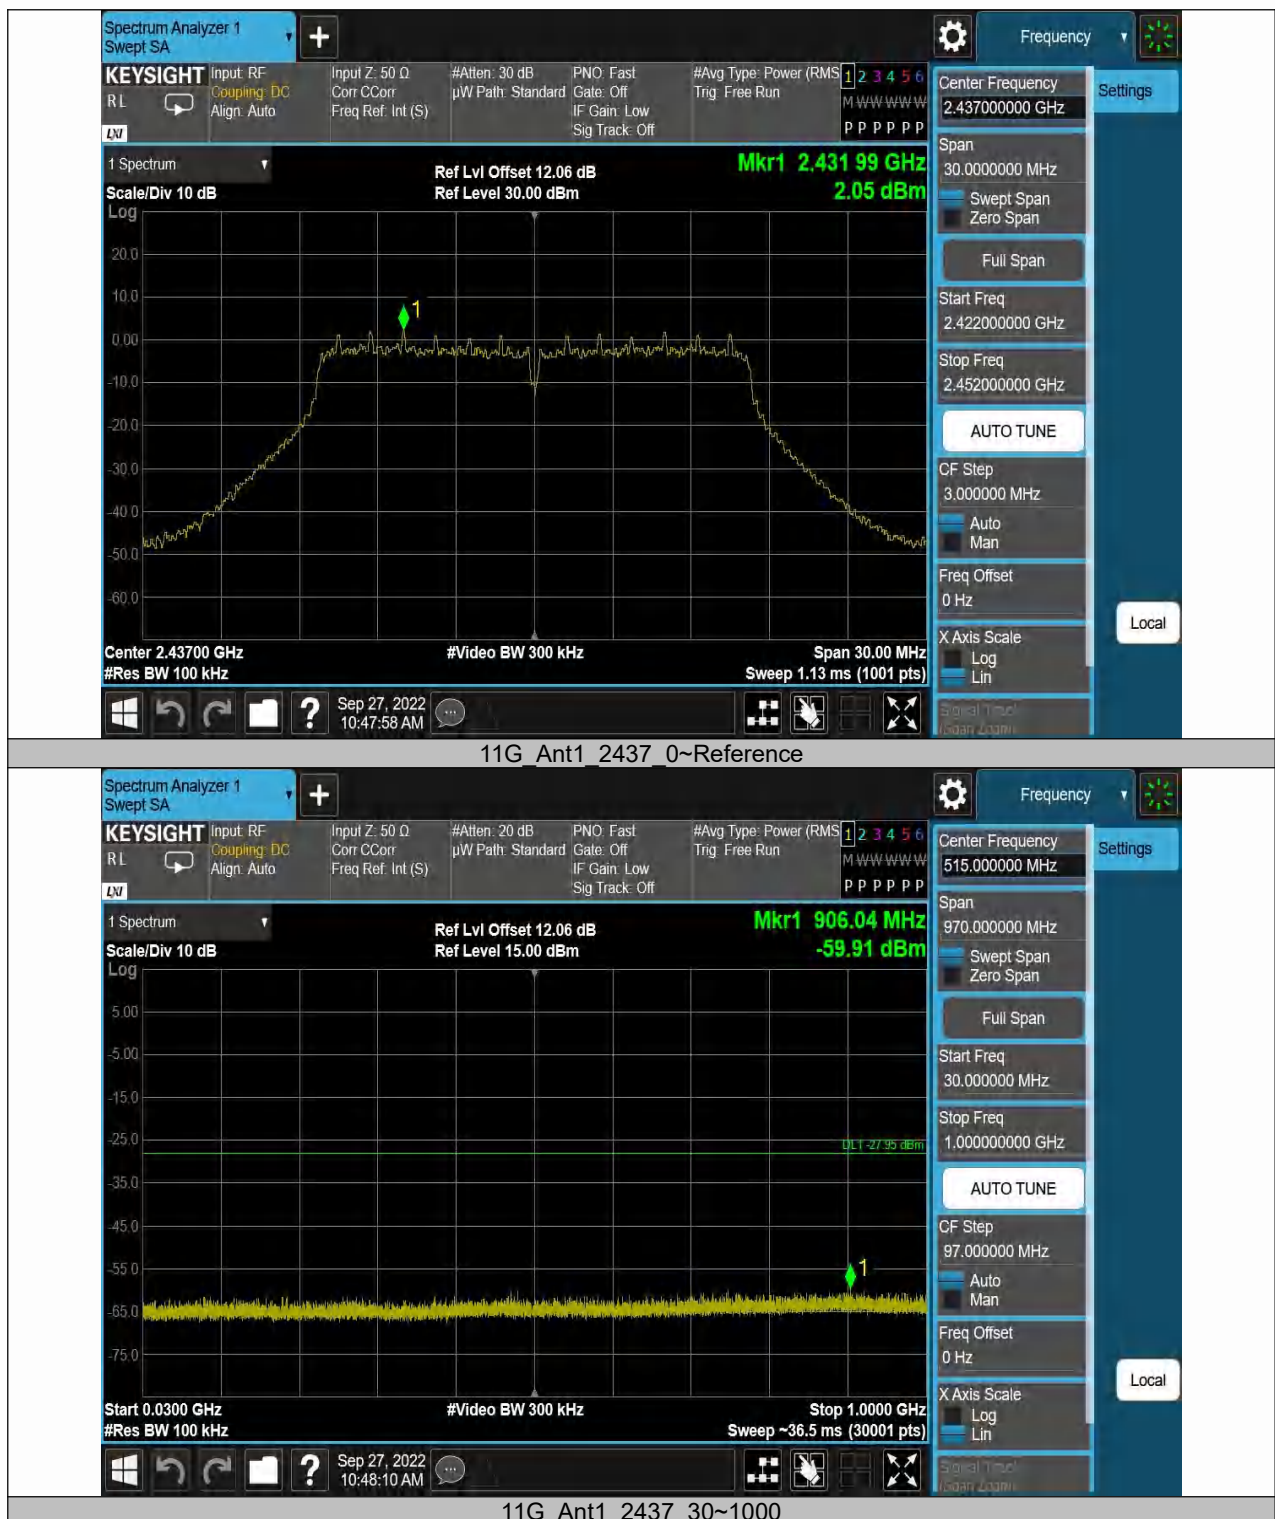 Spectrum Analyzer 1
Swept SA
Frequency
KEYSIGHT
RL
LXI
Input: RF
Coupling: DC
Align: Auto
Input Z: 50 Ω
Corr CCorr
Freq Ref: Int (S)
#Atten: 30 dB
µW Path: Standard
PNO: Fast
Gate: Off
IF Gain: Low
Sig Track: Off
#Avg Type: Power (RMS
Trig: Free Run
1 2 3 4 5 6
M W W W W W
P P P P P P
Center Frequency
2.437000000 GHz
Settings
1 Spectrum
Scale/Div 10 dB
Log
Ref Lvl Offset 12.06 dB
Ref Level 30.00 dBm
Mkr1 2.431 99 GHz
2.05 dBm
20.0
10.0
0.00
-10.0
-20.0
-30.0
-40.0
-50.0
-60.0
1
Span
30.0000000 MHz
Swept Span
Zero Span
Full Span
Start Freq
2.422000000 GHz
Stop Freq
2.452000000 GHz
AUTO TUNE
CF Step
3.000000 MHz
Auto
Man
Freq Offset
0 Hz
X Axis Scale
Log
Lin
Signal Track
(Span Zoom)
Local
Center 2.43700 GHz
#Video BW 300 kHz
Span 30.00 MHz
#Res BW 100 kHz
Sweep 1.13 ms (1001 pts)
?
Sep 27, 2022
10:47:58 AM
11G_Ant1_2437_0~Reference
Spectrum Analyzer 1
Swept SA
Frequency
KEYSIGHT
RL
LXI
Input: RF
Coupling: DC
Align: Auto
Input Z: 50 Ω
Corr CCorr
Freq Ref: Int (S)
#Atten: 20 dB
µW Path: Standard
PNO: Fast
Gate: Off
IF Gain: Low
Sig Track: Off
#Avg Type: Power (RMS
Trig: Free Run
1 2 3 4 5 6
M W W W W W
P P P P P P
Center Frequency
515.000000 MHz
Settings
1 Spectrum
Scale/Div 10 dB
Log
Ref Lvl Offset 12.06 dB
Ref Level 15.00 dBm
Mkr1 906.04 MHz
-59.91 dBm
5.00
-5.00
-15.0
-25.0
-35.0
-45.0
-55.0
-65.0
-75.0
DL1 -27.95 dBm
1
Span
970.000000 MHz
Swept Span
Zero Span
Full Span
Start Freq
30.000000 MHz
Stop Freq
1.000000000 GHz
AUTO TUNE
CF Step
97.000000 MHz
Auto
Man
Freq Offset
0 Hz
X Axis Scale
Log
Lin
Signal Track
(Span Zoom)
Local
Start 0.0300 GHz
#Video BW 300 kHz
Stop 1.0000 GHz
#Res BW 100 kHz
Sweep ~36.5 ms (30001 pts)
?
Sep 27, 2022
10:48:10 AM
11G_Ant1_2437_30~1000